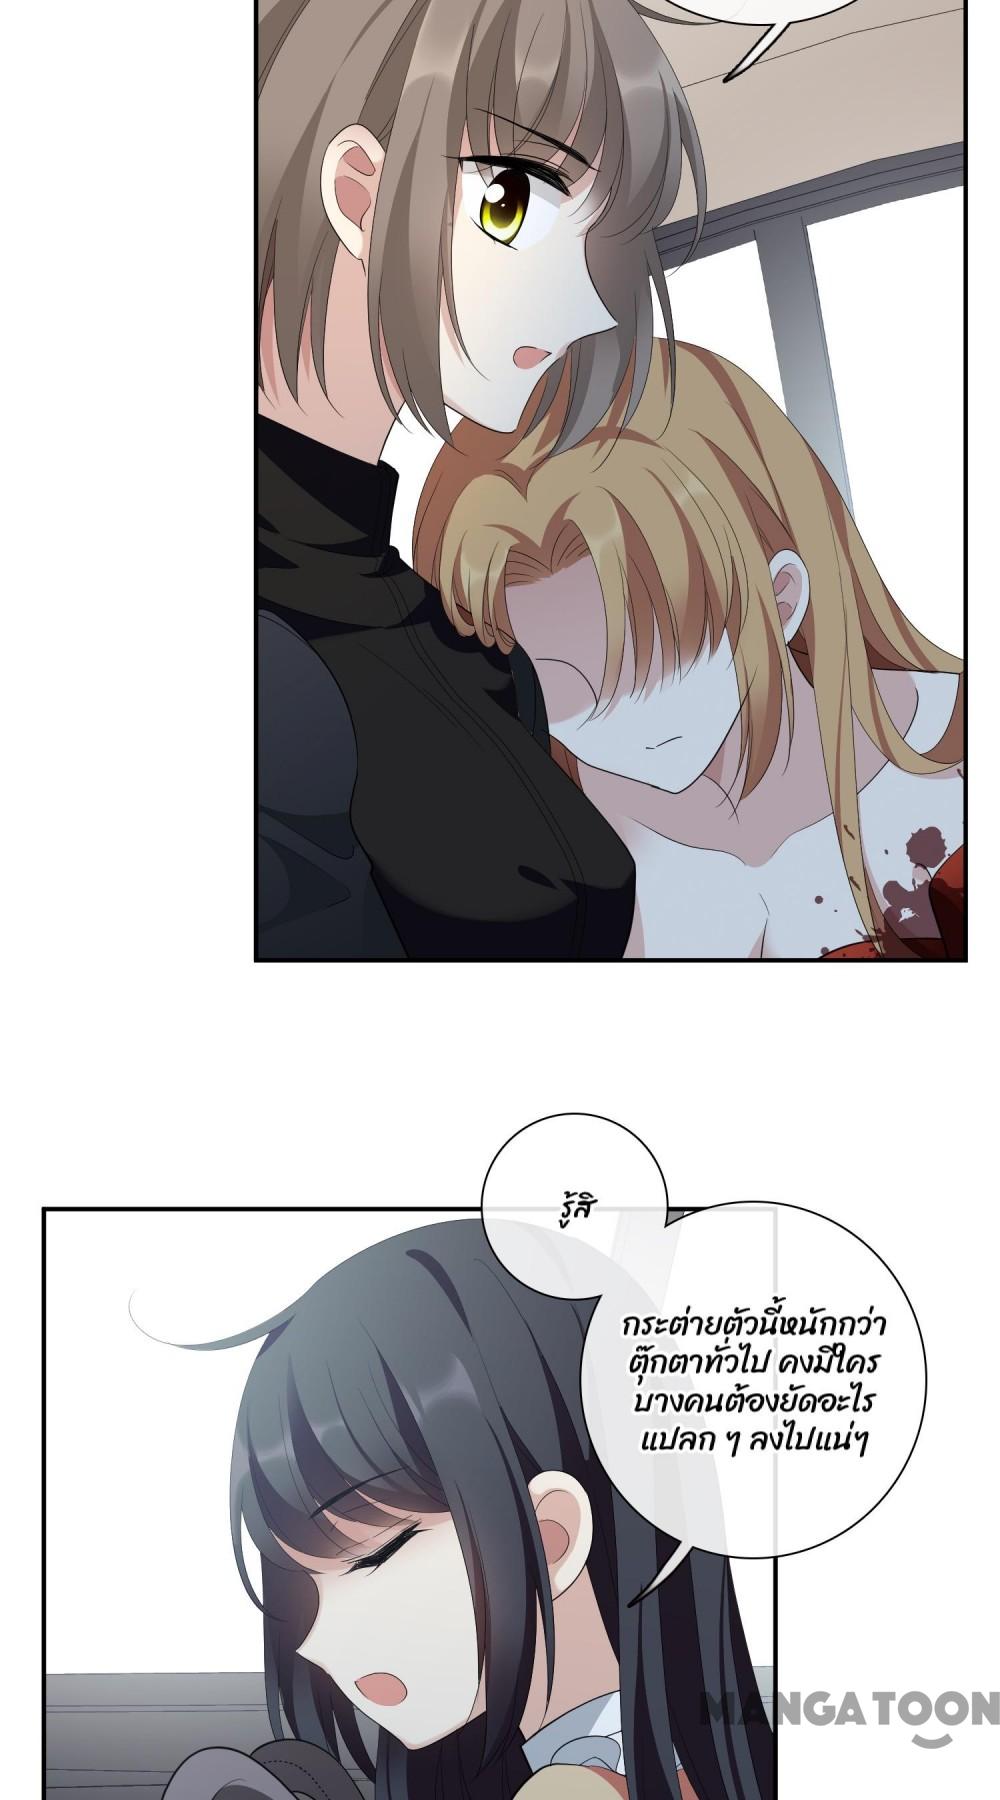 รู้สิ
กระต่ายตัวนี้หนักกว่า
ตุ๊กตาทั่วไป คงมีใคร
บางคนต้องยัดอะไร
แปลก ๆ ลงไปแน่ๆ
MANGATOON